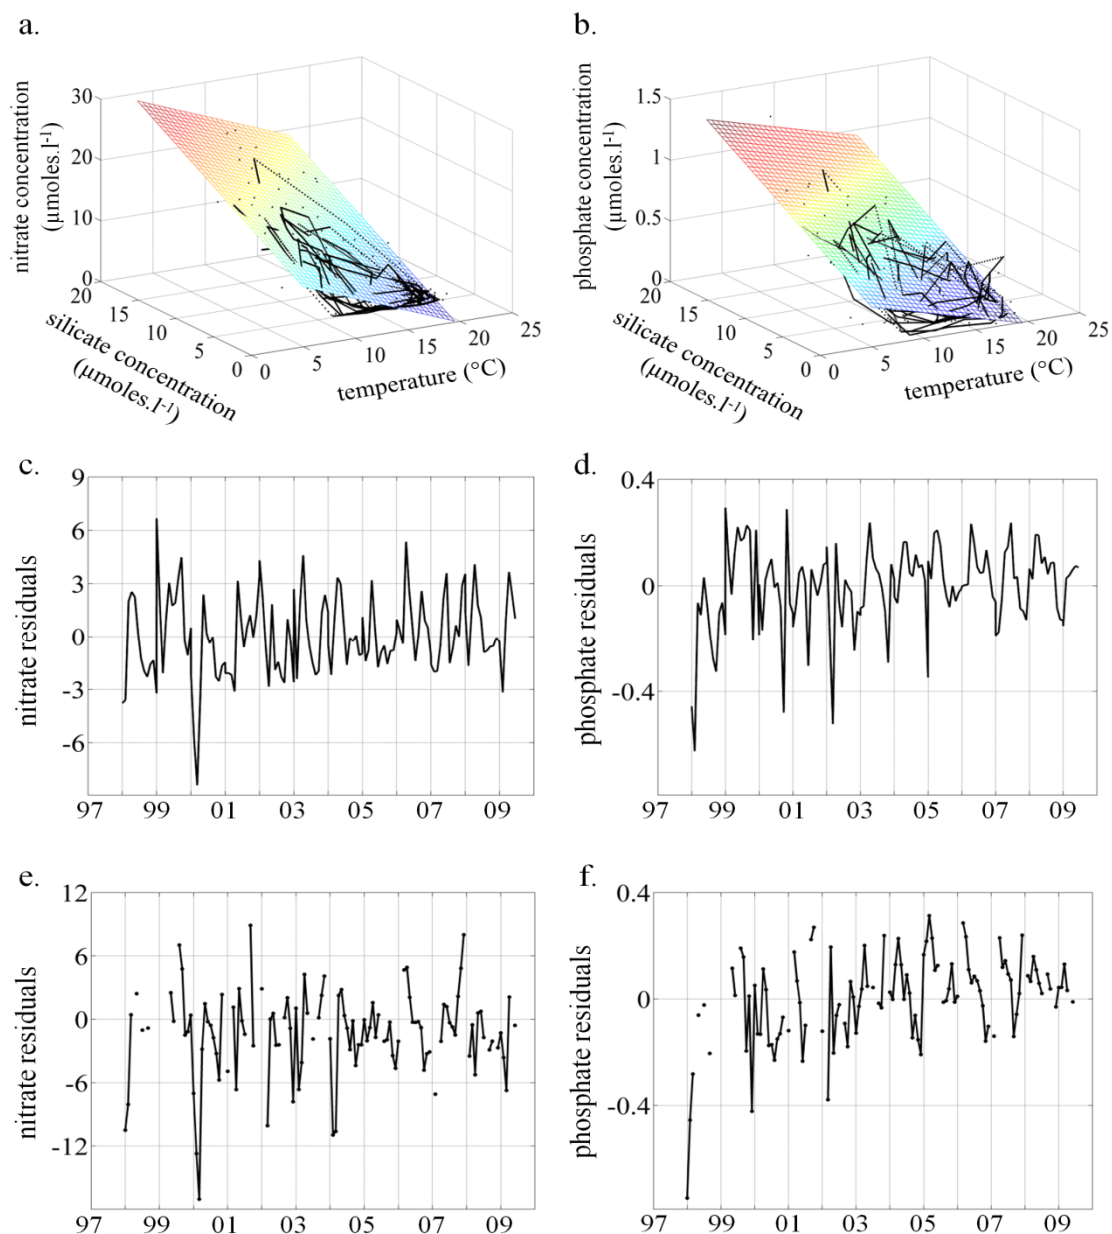 a.
nitrate concentration
(μmoles.l-1)
30
20
10
0
20
15
10
5
0
silicate concentration
(μmoles.l-1)
0
5
10
15
20
25
temperature (°C)
b.
phosphate concentration
(μmoles.l-1)
1.5
1
0.5
0
20
15
10
5
0
silicate concentration
(μmoles.l-1)
0
5
10
15
20
25
temperature (°C)
c.
nitrate residuals
9
6
3
0
-3
-6
97 99 01 03 05 07 09
d.
phosphate residuals
0.4
0
-0.4
97 99 01 03 05 07 09
e.
nitrate residuals
12
6
0
-6
-12
97 99 01 03 05 07 09
f.
phosphate residuals
0.4
0
-0.4
97 99 01 03 05 07 09